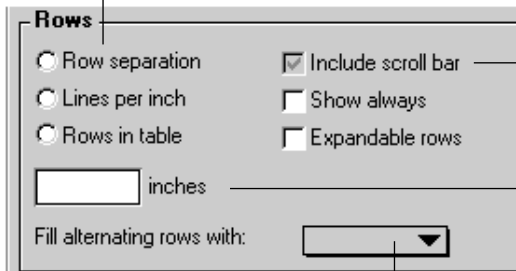 Rows
Row separation
Include scroll bar
Lines per inch
Show always
Rows in table
Expandable rows
inches
Fill alternating rows with: